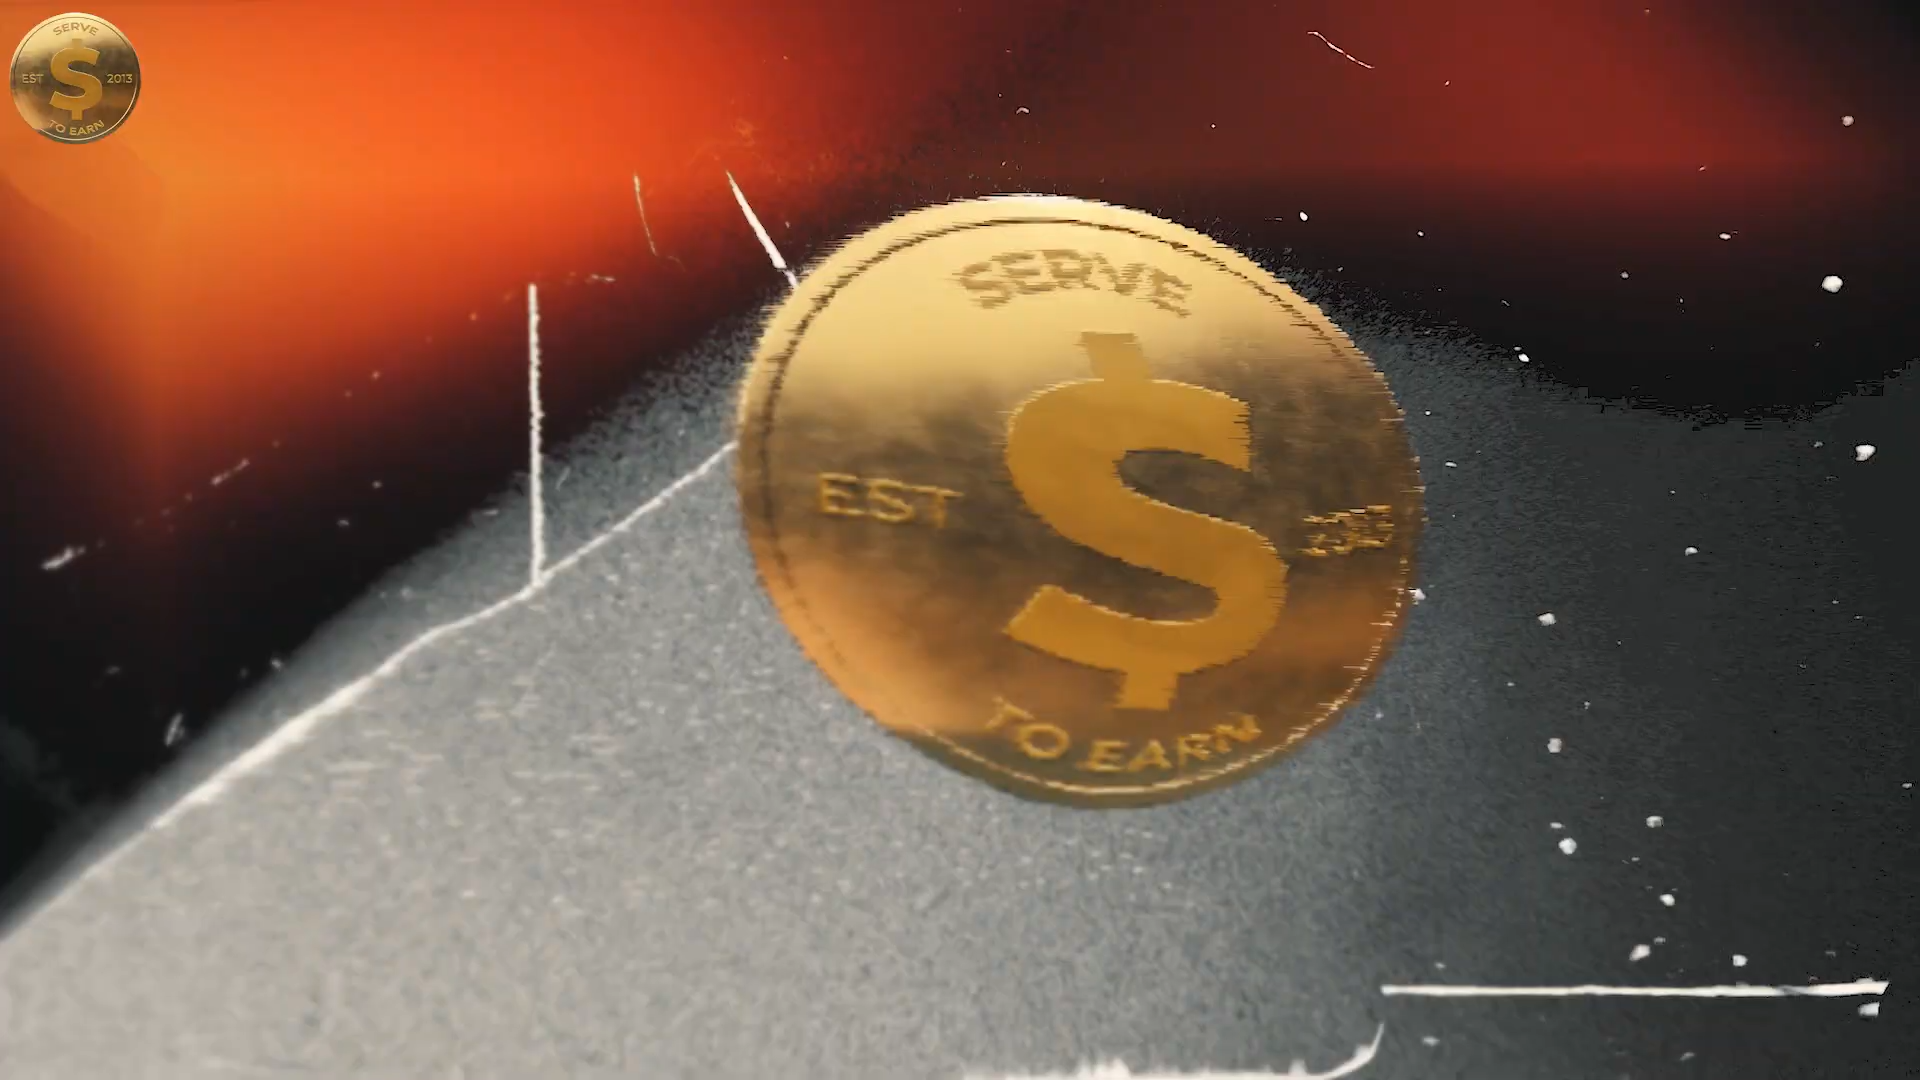 SERVE
EST $ 2013
TO EARN
SERVE
EST $
TO EARN